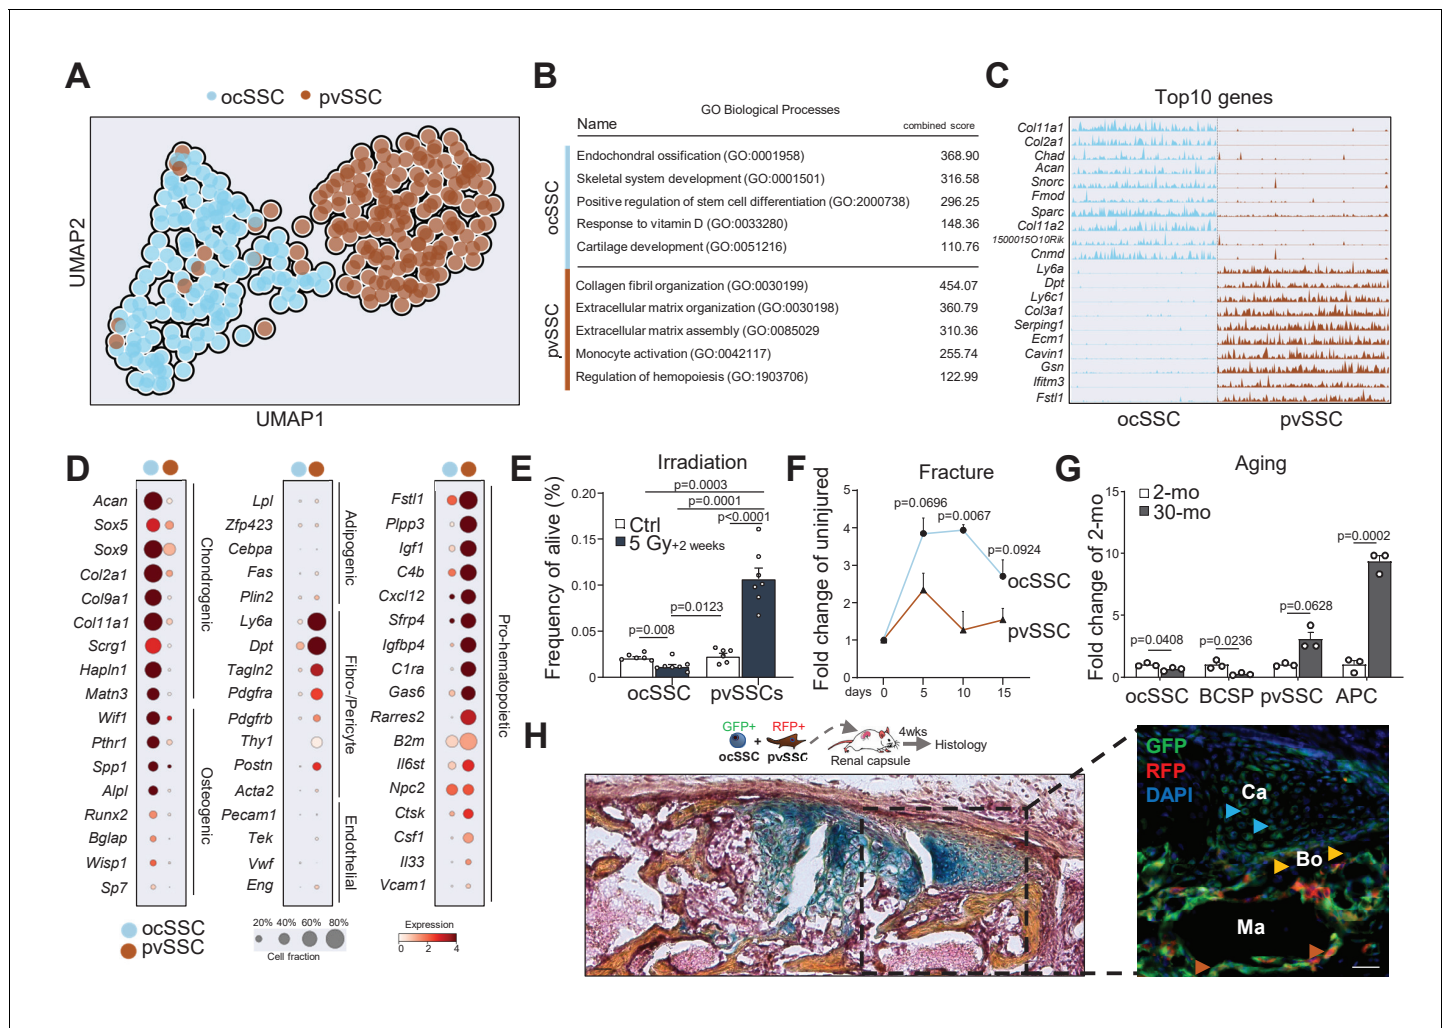 A
ocSSC pvSSC
UMAP2
UMAP1
B
GO Biological Processes
Name combined score
ocSSC
Endochondral ossification (GO:0001958) 368.90
Skeletal system development (GO:0001501) 316.58
Positive regulation of stem cell differentiation (GO:2000738) 296.25
Response to vitamin D (GO:0033280) 148.36
Cartilage development (GO:0051216) 110.76
pvSSC
Collagen fibril organization (GO:0030199) 454.07
Extracellular matrix organization (GO:0030198) 360.79
Extracellular matrix assembly (GO:0085029 310.36
Monocyte activation (GO:0042117) 255.74
Regulation of hemopoiesis (GO:1903706) 122.99
C
Top10 genes
Col11a1
Col2a1
Chad
Acan
Snorc
Fmod
Sparc
Col11a2
1500015O10Rik
Cnmd
Ly6a
Dpt
Ly6c1
Col3a1
Serping1
Ecm1
Cavin1
Gsn
Ifitm3
Fstl1
ocSSC pvSSC
D
Acan
Sox5
Sox9
Col2a1
Col9a1
Col11a1
Scrg1
Hapln1
Matn3
Wif1
Pthr1
Spp1
Alpl
Runx2
Bglap
Wisp1
Sp7
Chondrogenic
Osteogenic
Lpl
Zfp423
Cebpa
Fas
Plin2
Ly6a
Dpt
Tagln2
Pdgfra
Pdgfrb
Thy1
Postn
Acta2
Pecam1
Tek
Vwf
Eng
Adipogenic
Fibro-/Pericyte
Endothelial
Fstl1
Plpp3
Igf1
C4b
Cxcl12
Sfrp4
Igfbp4
C1ra
Gas6
Rarres2
B2m
Il6st
Npc2
Ctsk
Csf1
Il33
Vcam1
Pro-hematopoietic
ocSSC
pvSSC
20% 40% 60% 80%
Cell fraction
Expression
0 2 4
E
Irradiation
Frequency of alive (%)
0.20
0.15
0.10
0.05
0
p=0.0003
p=0.0001
p<0.0001
Ctrl
5 Gy+2 weeks
p=0.0123
p=0.008
ocSSC pvSSCs
F
Fracture
Fold change of uninjured
5
4
3
2
1
0
p=0.0696
p=0.0067
p=0.0924
ocSSC
pvSSC
days 0 5 10 15
G
Aging
Fold change of 2-mo
15
10
5
0
2-mo
30-mo
p=0.0002
p=0.0628
p=0.0408
p=0.0236
ocSSC BCSP pvSSC APC
H
GFP+ RFP+
+
ocSSC pvSSC
Renal capsule
4wks
Histology
GFP
RFP
DAPI
Ca
Bo
Ma